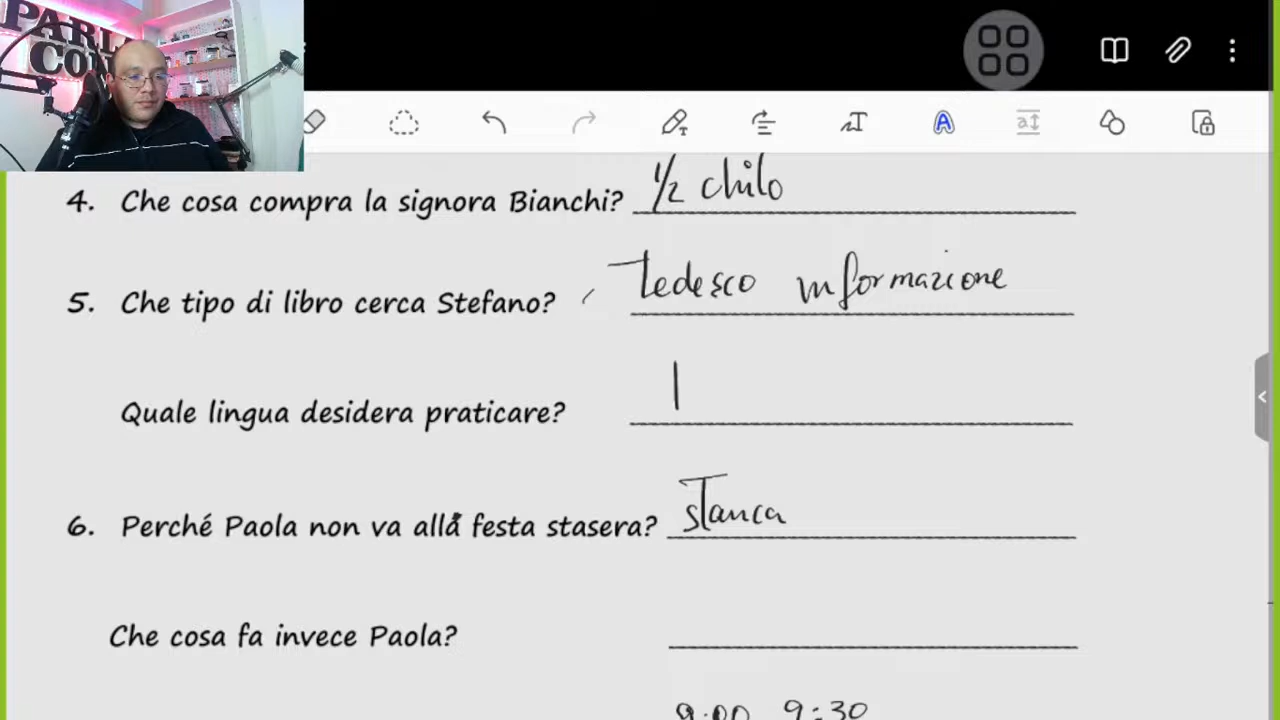 PARLA
CON
4. Che cosa compra la signora Bianchi? 1/2 chilo
5. Che tipo di libro cerca Stefano? Tedesco informazione
Quale lingua desidera praticare?
6. Perché Paola non va alla festa stasera? stanca
Che cosa fa invece Paola?
9:00 9:30